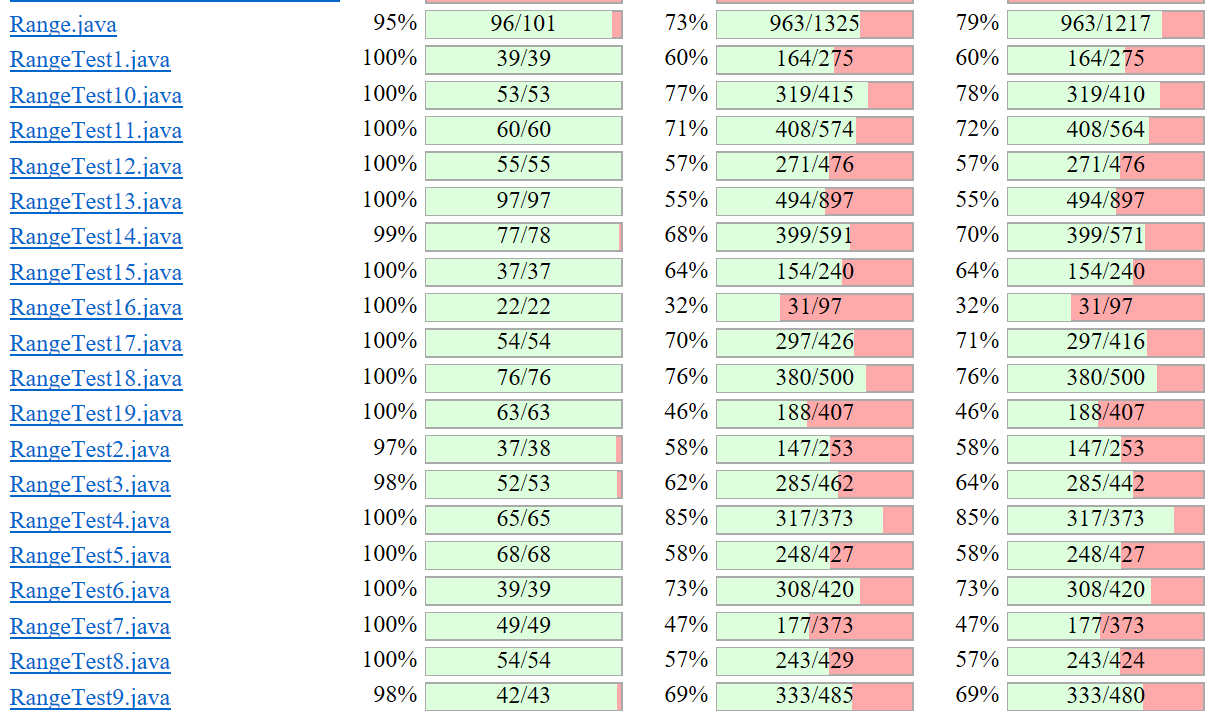 Range.java 95% 96/101 73% 963/1325 79% 963/1217
RangeTest1.java 100% 39/39 60% 164/275 60% 164/275
RangeTest10.java 100% 53/53 77% 319/415 78% 319/410
RangeTest11.java 100% 60/60 71% 408/574 72% 408/564
RangeTest12.java 100% 55/55 57% 271/476 57% 271/476
RangeTest13.java 100% 97/97 55% 494/897 55% 494/897
RangeTest14.java 99% 77/78 68% 399/591 70% 399/571
RangeTest15.java 100% 37/37 64% 154/240 64% 154/240
RangeTest16.java 100% 22/22 32% 31/97 32% 31/97
RangeTest17.java 100% 54/54 70% 297/426 71% 297/416
RangeTest18.java 100% 76/76 76% 380/500 76% 380/500
RangeTest19.java 100% 63/63 46% 188/407 46% 188/407
RangeTest2.java 97% 37/38 58% 147/253 58% 147/253
RangeTest3.java 98% 52/53 62% 285/462 64% 285/442
RangeTest4.java 100% 65/65 85% 317/373 85% 317/373
RangeTest5.java 100% 68/68 58% 248/427 58% 248/427
RangeTest6.java 100% 39/39 73% 308/420 73% 308/420
RangeTest7.java 100% 49/49 47% 177/373 47% 177/373
RangeTest8.java 100% 54/54 57% 243/429 57% 243/424
RangeTest9.java 98% 42/43 69% 333/485 69% 333/480